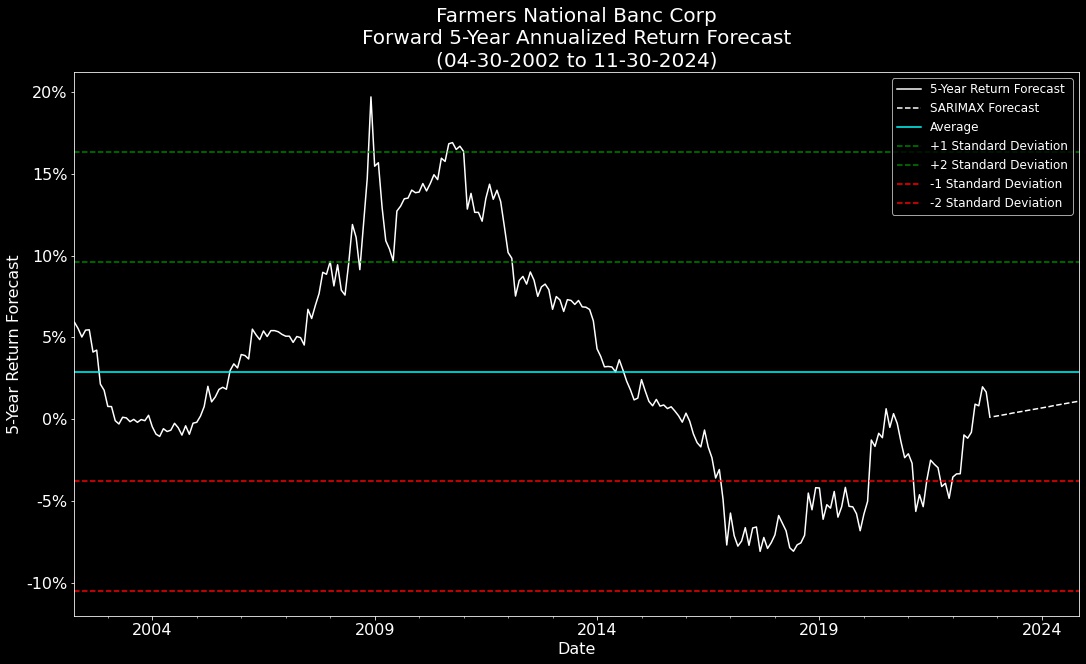 Farmers National Banc Corp
Forward 5-Year Annualized Return Forecast
(04-30-2002 to 11-30-2024)
5-Year Return Forecast
SARIMAX Forecast
Average
+1 Standard Deviation
+2 Standard Deviation
-1 Standard Deviation
-2 Standard Deviation
20%
15%
10%
5%
0%
-5%
-10%
5-Year Return Forecast
2004
2009
2014
2019
2024
Date